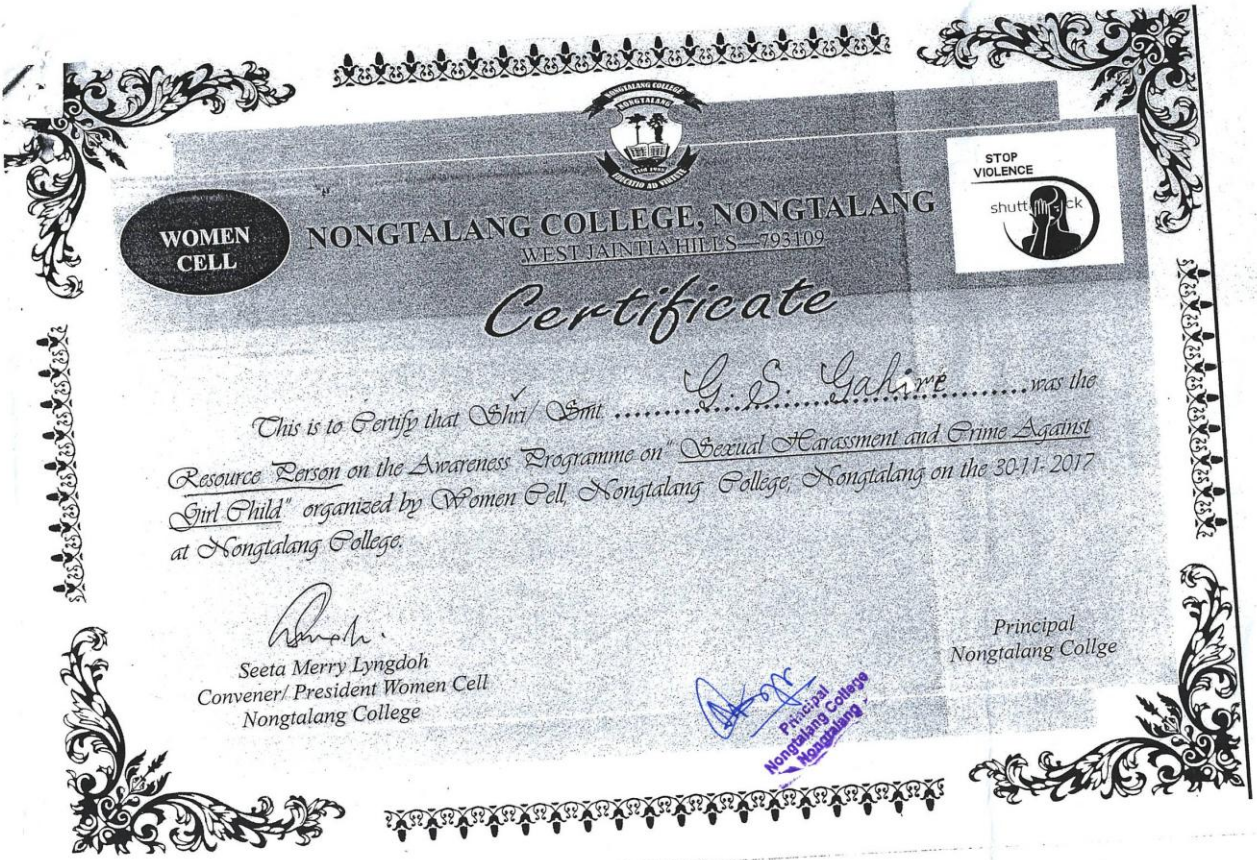 NONGTALANG COLLEGE
NONGTALANG
EDUCATIO AD VIRTUTE
WOMEN
CELL
NONGTALANG COLLEGE, NONGTALANG
WEST JAINTIA HILLS—793109
STOP
VIOLENCE
Certificate
This is to Certify that Shri/ Smt. G. S. Gahire was the
Resource Person on the Awareness Programme on" Sexual Harassment and Crime Against
Girl Child" organized by Women Cell, Nongtalang College, Nongtalang on the 30-11-2017
at Nongtalang College.
Seeta Merry Lyngdoh
Convener/ President Women Cell
Nongtalang College
Principal
Nongtalang Collge
Principal
Nongtalang College
Nongtalang